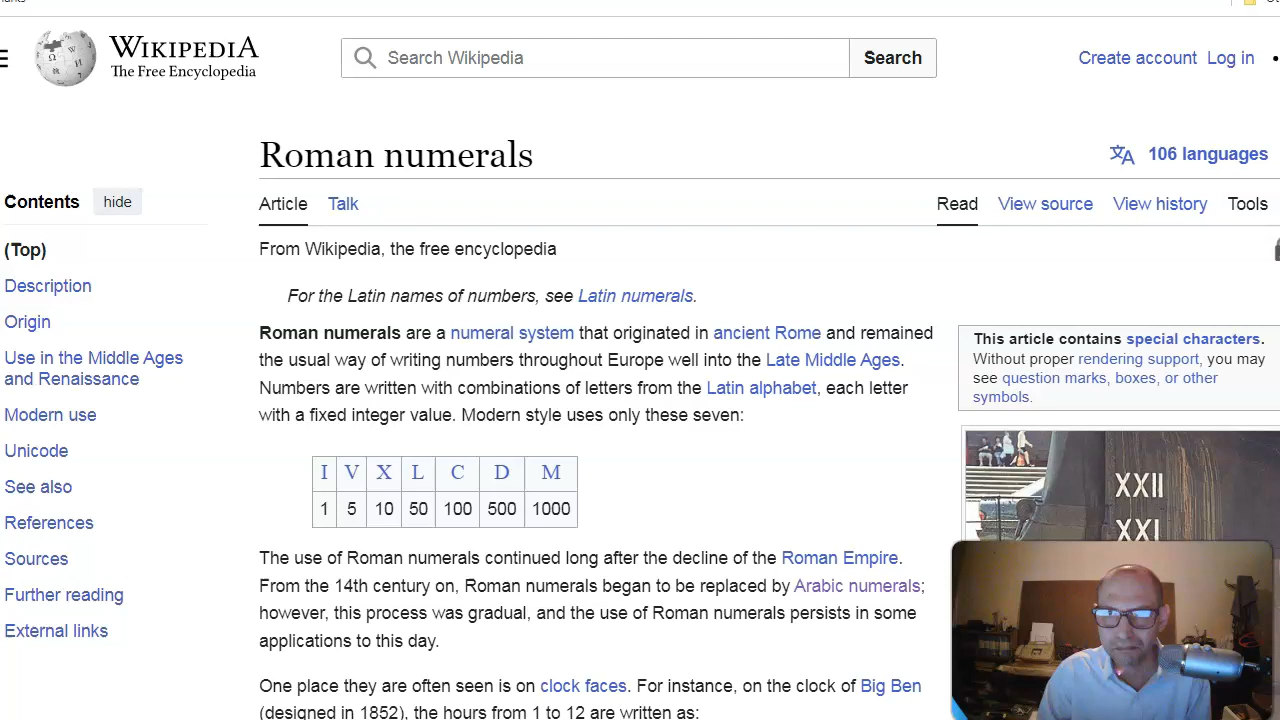 WIKIPEDIA
The Free Encyclopedia
Search Wikipedia
Search
Create account Log in
Roman numerals
106 languages
Contents hide
Article Talk
Read View source View history Tools
(Top)
Description
Origin
Use in the Middle Ages
and Renaissance
Modern use
Unicode
See also
References
Sources
Further reading
External links
From Wikipedia, the free encyclopedia
For the Latin names of numbers, see Latin numerals.
Roman numerals are a numeral system that originated in ancient Rome and remained
the usual way of writing numbers throughout Europe well into the Late Middle Ages.
Numbers are written with combinations of letters from the Latin alphabet, each letter
with a fixed integer value. Modern style uses only these seven:
I V X L C D M
1 5 10 50 100 500 1000
The use of Roman numerals continued long after the decline of the Roman Empire.
From the 14th century on, Roman numerals began to be replaced by Arabic numerals;
however, this process was gradual, and the use of Roman numerals persists in some
applications to this day.
One place they are often seen is on clock faces. For instance, on the clock of Big Ben
(designed in 1852), the hours from 1 to 12 are written as:
This article contains special characters.
Without proper rendering support, you may
see question marks, boxes, or other
symbols.
XXII
XXI